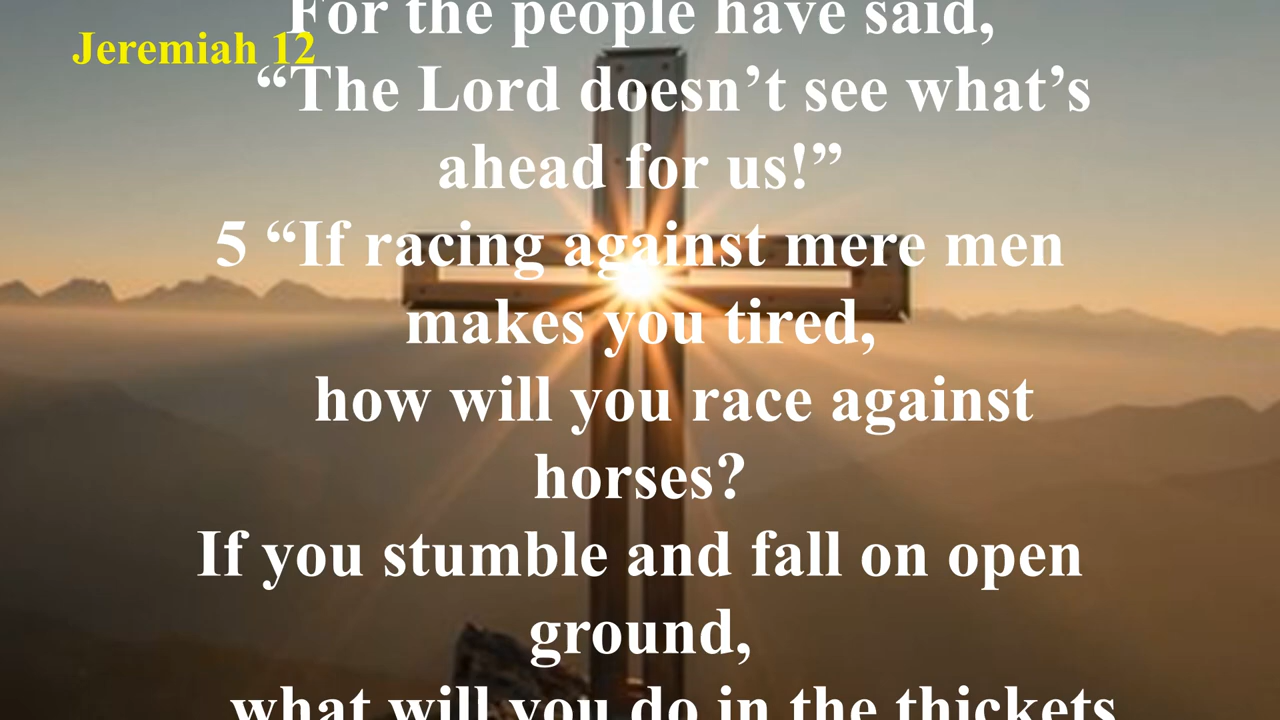 For the people have said,
Jeremiah 12
“The Lord doesn’t see what’s
ahead for us!”
5 “If racing against mere men
makes you tired,
how will you race against
horses?
If you stumble and fall on open
ground,
what will you do in the thickets